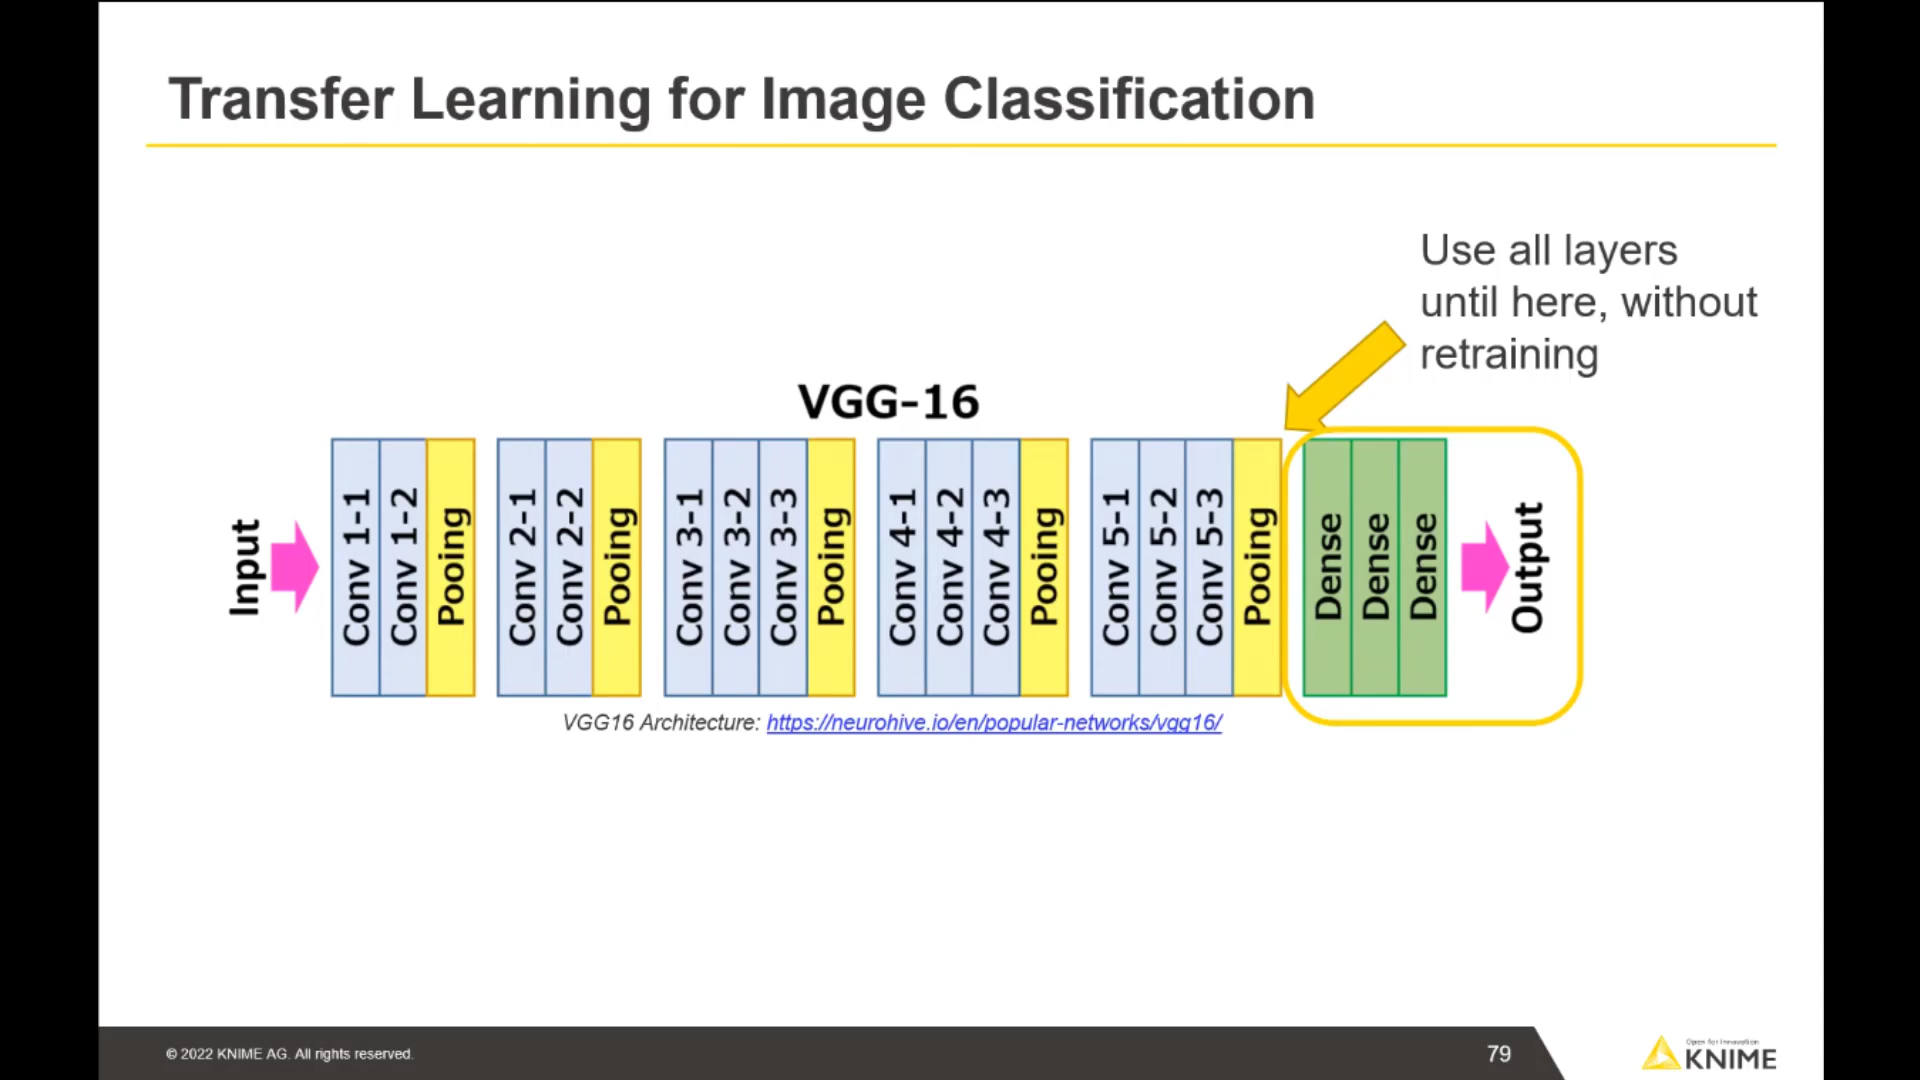 Transfer Learning for Image Classification
Use all layers
until here, without
retraining
VGG-16
Input
Conv 1-1
Conv 1-2
Pooing
Conv 2-1
Conv 2-2
Pooing
Conv 3-1
Conv 3-2
Conv 3-3
Pooing
Conv 4-1
Conv 4-2
Conv 4-3
Pooing
Conv 5-1
Conv 5-2
Conv 5-3
Pooing
Dense
Dense
Dense
Output
VGG16 Architecture: https://neurohive.io/en/popular-networks/vgg16/
© 2022 KNIME AG. All rights reserved.
79
Open for Innovation
KNIME